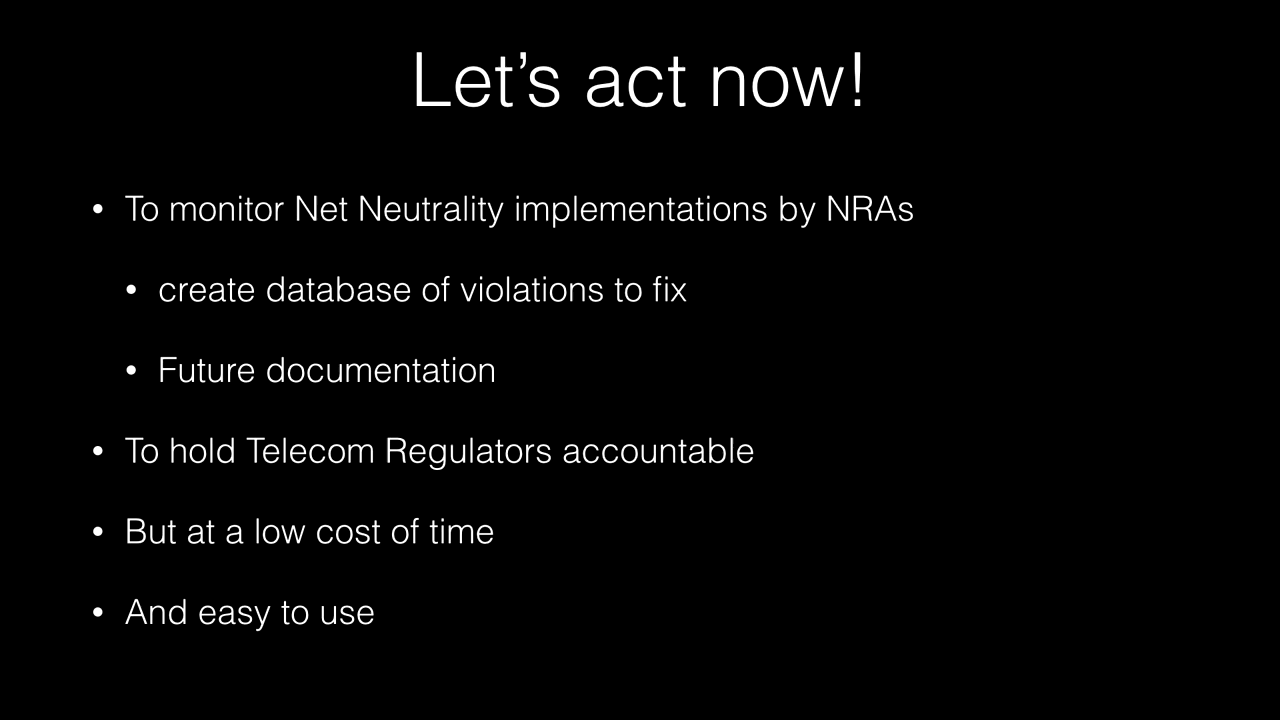 Let’s act now!
• To monitor Net Neutrality implementations by NRAs
• create database of violations to fix
• Future documentation
• To hold Telecom Regulators accountable
• But at a low cost of time
• And easy to use